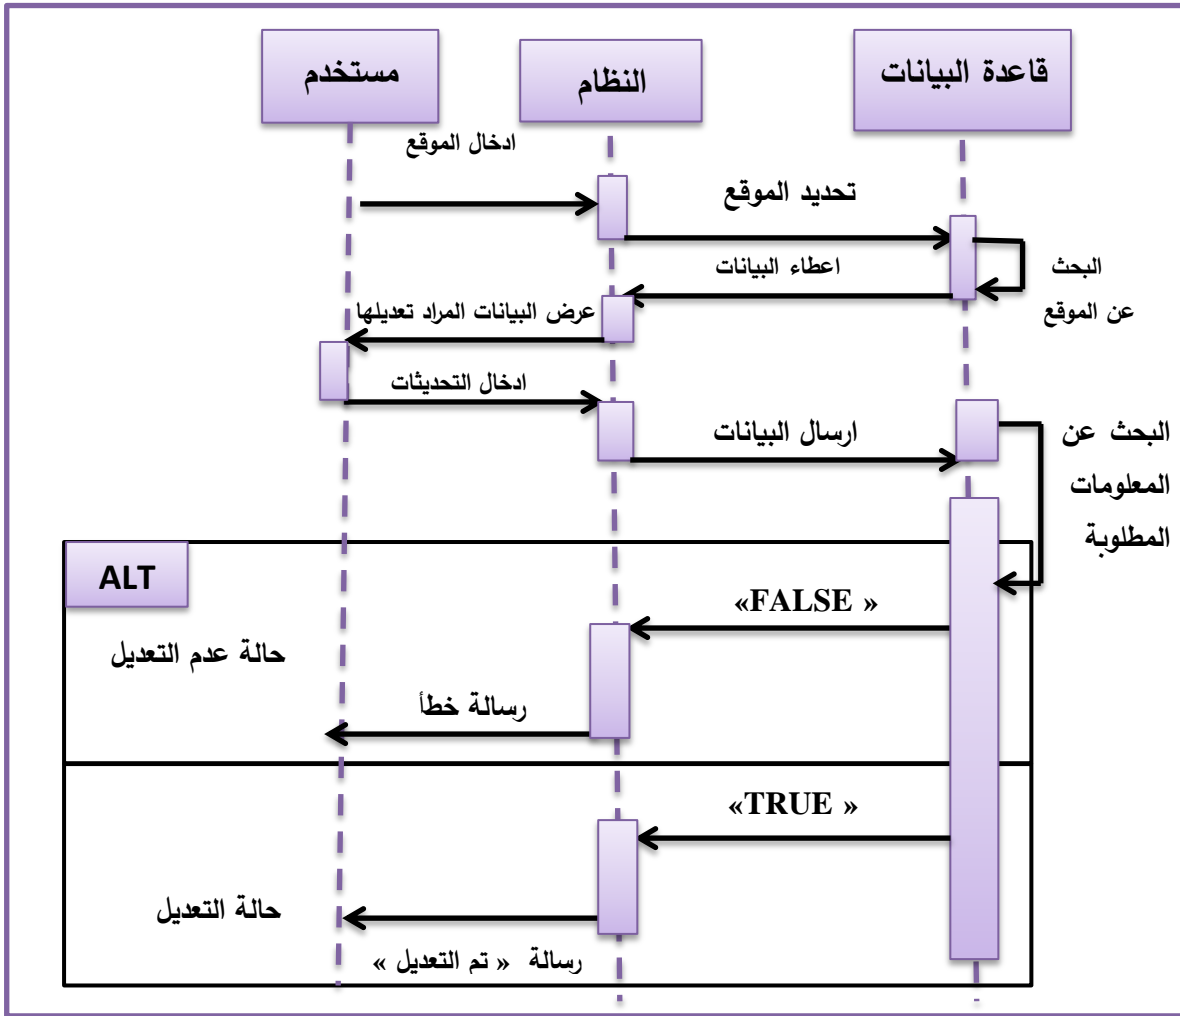 مستخدم
النظام
قاعدة البيانات
ادخال الموقع
تحديد الموقع
البحث
عن الموقع
اعطاء البيانات
عرض البيانات المراد تعديلها
ادخال التحديثات
ارسال البيانات
البحث عن
المعلومات
المطلوبة
ALT
«FALSE »
حالة عدم التعديل
رسالة خطأ
«TRUE »
حالة التعديل
رسالة « تم التعديل »